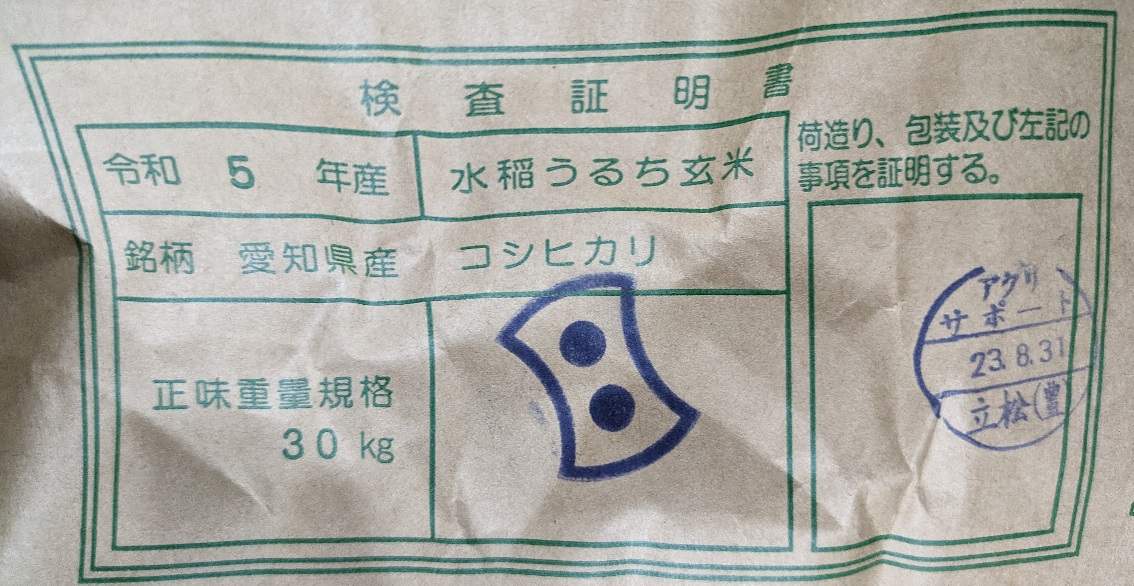 検査証明書
令和 5 年産
水稲うるち玄米
銘柄 愛知県産 コシヒカリ
正味重量規格
30kg
荷造り、包装及び左記の
事項を証明する。
アグリ
サポート
23.8.31
立松(豊)